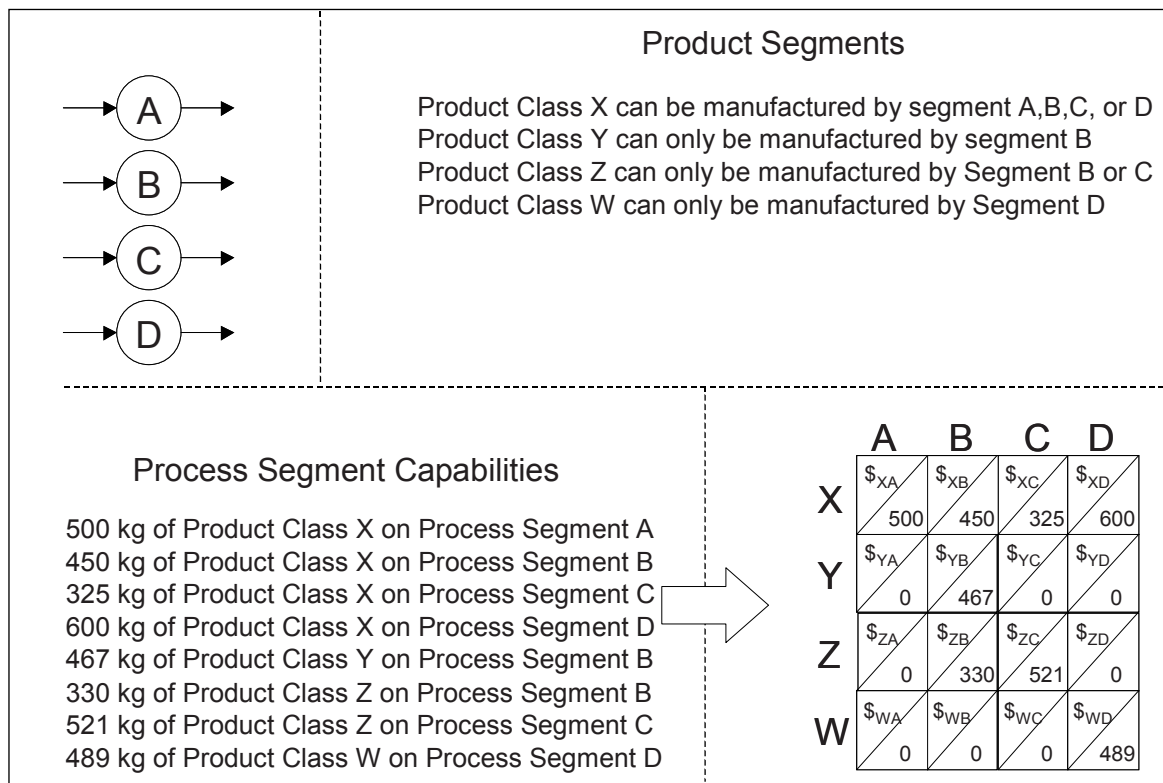 A
B
C
D
Product Segments
Product Class X can be manufactured by segment A,B,C, or D
Product Class Y can only be manufactured by segment B
Product Class Z can only be manufactured by Segment B or C
Product Class W can only be manufactured by Segment D
Process Segment Capabilities
500 kg of Product Class X on Process Segment A
450 kg of Product Class X on Process Segment B
325 kg of Product Class X on Process Segment C
600 kg of Product Class X on Process Segment D
467 kg of Product Class Y on Process Segment B
330 kg of Product Class Z on Process Segment B
521 kg of Product Class Z on Process Segment C
489 kg of Product Class W on Process Segment D
A B C D
X
$XA $XB $XC $XD
500 450 325 600
Y
$YA $YB $YC $YD
0 467 0 0
Z
$ZA $ZB $ZC $ZD
0 330 521 0
W
$WA $WB $WC $WD
0 0 0 489